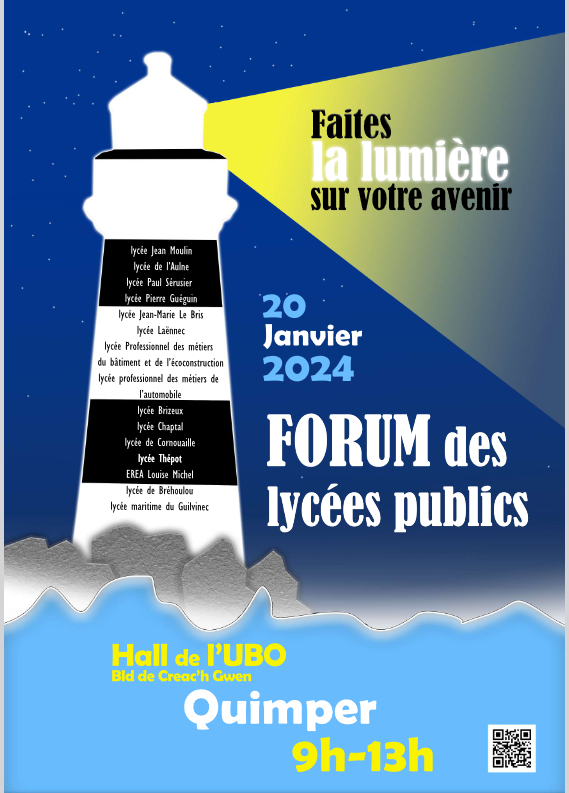 Faites
la lumière
sur votre avenir
lycée Jean Moulin
lycée de l'Aulne
lycée Paul Sérusier
lycée Pierre Guéguin
lycée Jean-Marie Le Bris
lycée Laënnec
lycée Professionnel des métiers
du bâtiment et de l'écoconstruction
lycée professionnel des métiers de
l'automobile
lycée Brizeux
lycée Chaptal
lycée de Cornouaille
lycée Thépot
EREA Louise Michel
lycée de Bréhoulou
lycée maritime du Guilvinec
20
Janvier
2024
FORUM des
lycées publics
Hall de l'UBO
Bld de Creac'h Gwen
Quimper
9h-13h